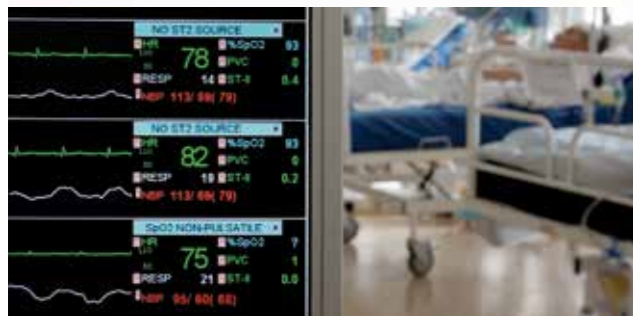 NO ST2 SOURCE
HR 78 %SpO2 93
PVC 0
RESP 14 ST-II 0.4
NBP 113/ 69( 79)
NO ST2 SOURCE
HR 82 %SpO2 93
PVC 0
RESP 19 ST-II 0.2
NBP 113/ 69( 79)
SpO2 NON-PULSATILE
HR 75 %SpO2 ?
PVC 1
RESP 21 ST-II 0.0
NBP 95/ 60( 68)